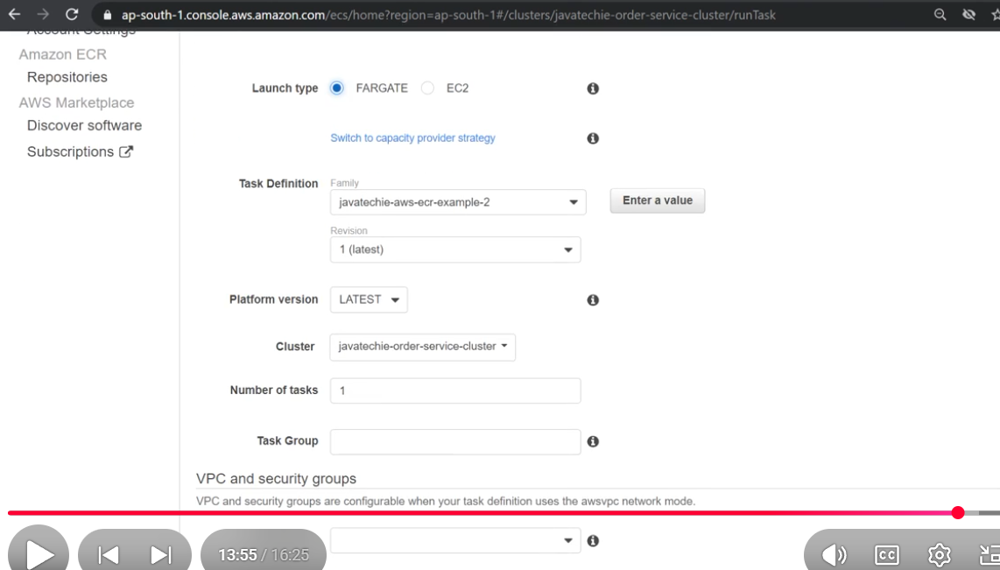 ap-south-1.console.aws.amazon.com/ecs/home?region=ap-south-1#/clusters/javatechie-order-service-cluster/runTask
Account Settings
Amazon ECR
Repositories
AWS Marketplace
Discover software
Subscriptions
Launch type FARGATE EC2
Switch to capacity provider strategy
Task Definition Family
javatechie-aws-ecr-example-2 Enter a value
Revision
1 (latest)
Platform version LATEST
Cluster javatechie-order-service-cluster
Number of tasks 1
Task Group
VPC and security groups
VPC and security groups are configurable when your task definition uses the awsvpc network mode.
13:55 / 16:25 CC